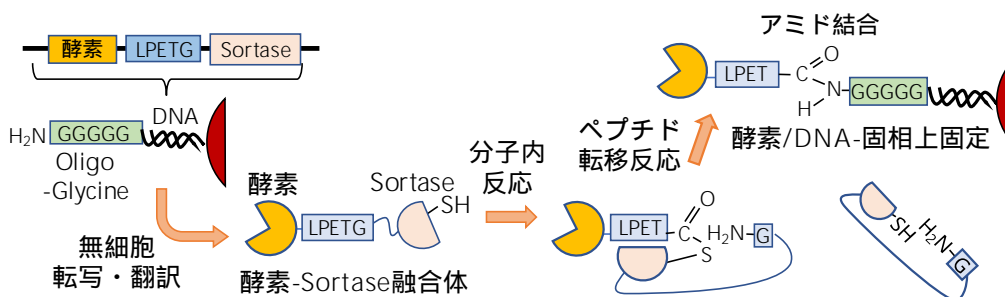 酵素 LPETG Sortase
DNA
H₂N GGGGG
Oligo
-Glycine
無細胞
転写・翻訳
酵素
LPETG
Sortase
SH
酵素-Sortase融合体
分子内
反応
LPET
C
O
S
H₂N
G
ペプチド
転移反応
アミド結合
LPET
C
O
N
H
GGGGG
酵素/DNA-固相上固定
SH
H₂N
G